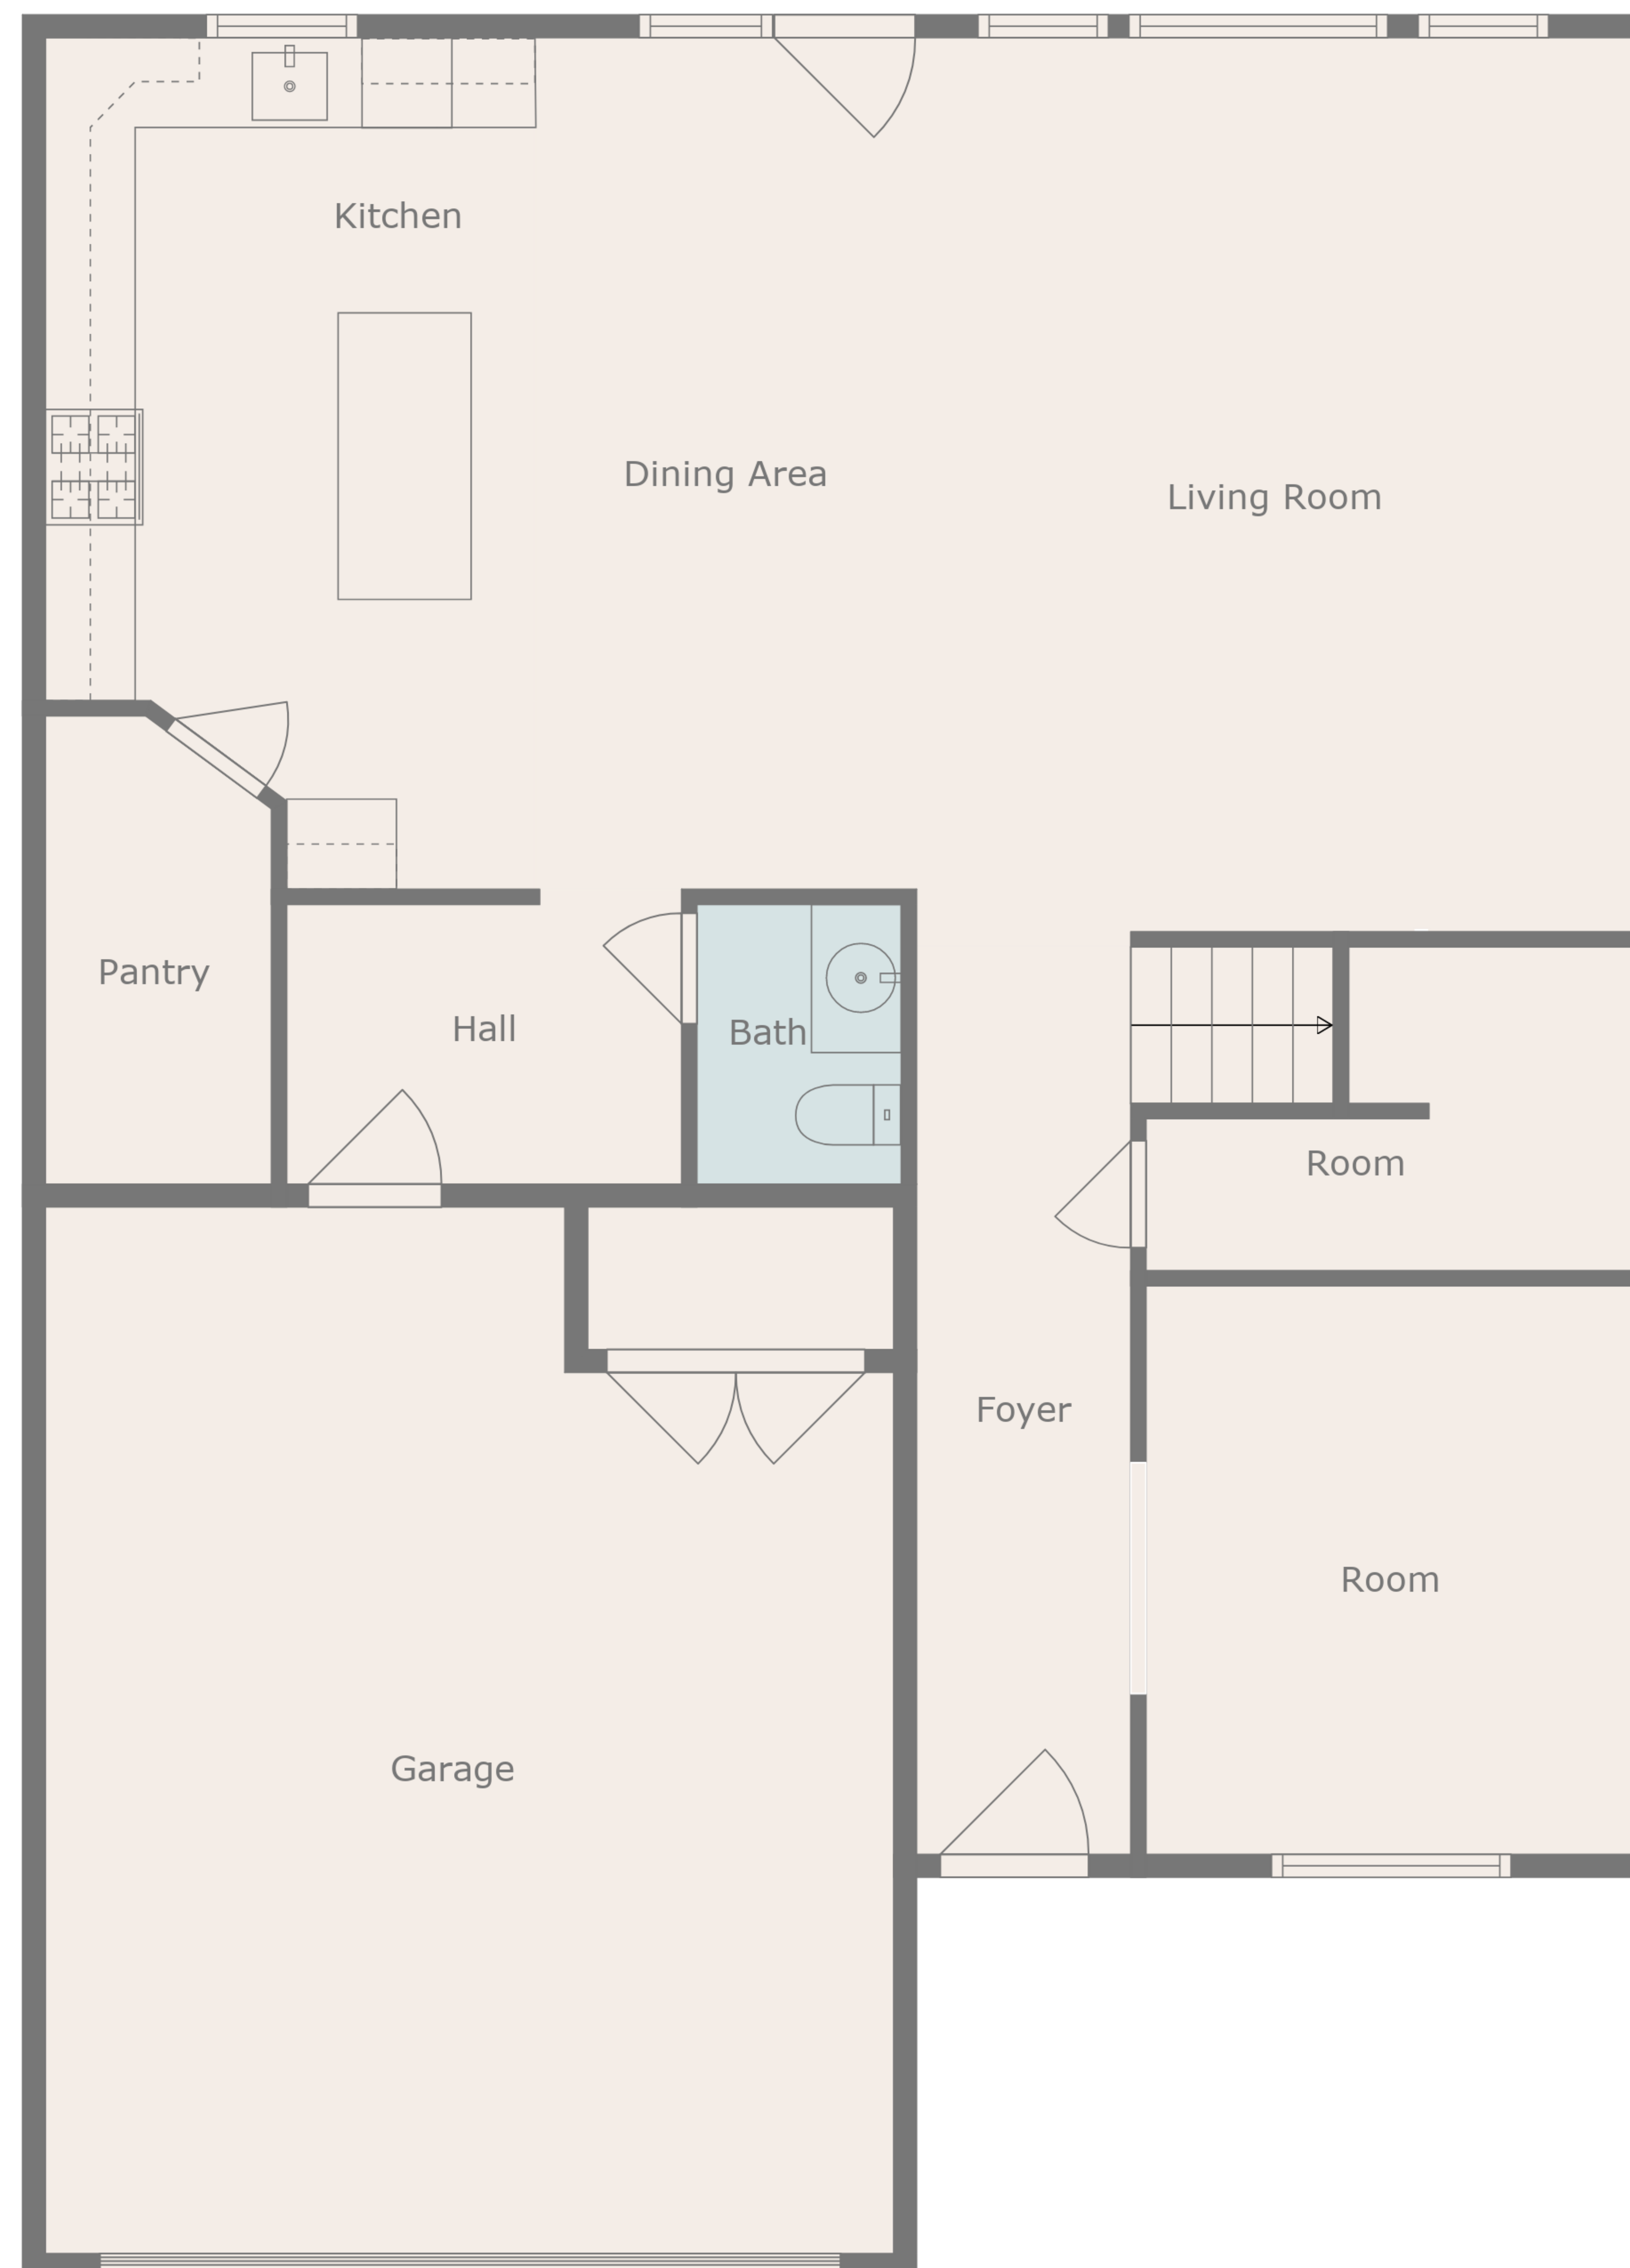 Kitchen
Dining Area
Living Room
Pantry
Hall
Bath
Room
Foyer
Room
Garage